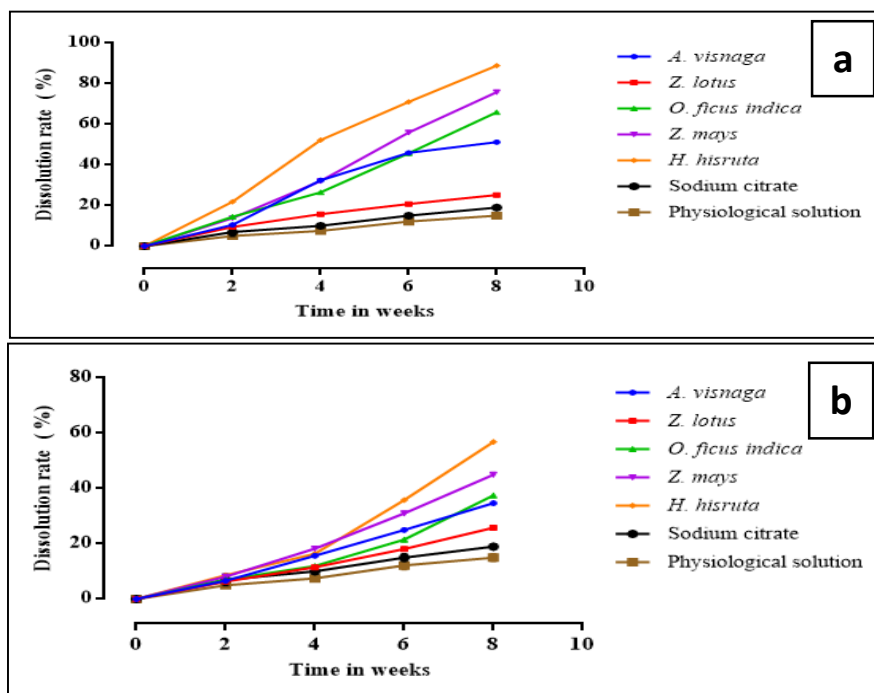 a
100
80
60
40
20
0
Dissolution rate ( %)
0 2 4 6 8 10
Time in weeks
A. visnaga
Z. lotus
O. ficus indica
Z. mays
H. hisruta
Sodium citrate
Physiological solution
b
80
60
40
20
0
Dissolution rate ( %)
0 2 4 6 8 10
Time in weeks
A. visnaga
Z. lotus
O. ficus indica
Z. mays
H. hisruta
Sodium citrate
Physiological solution